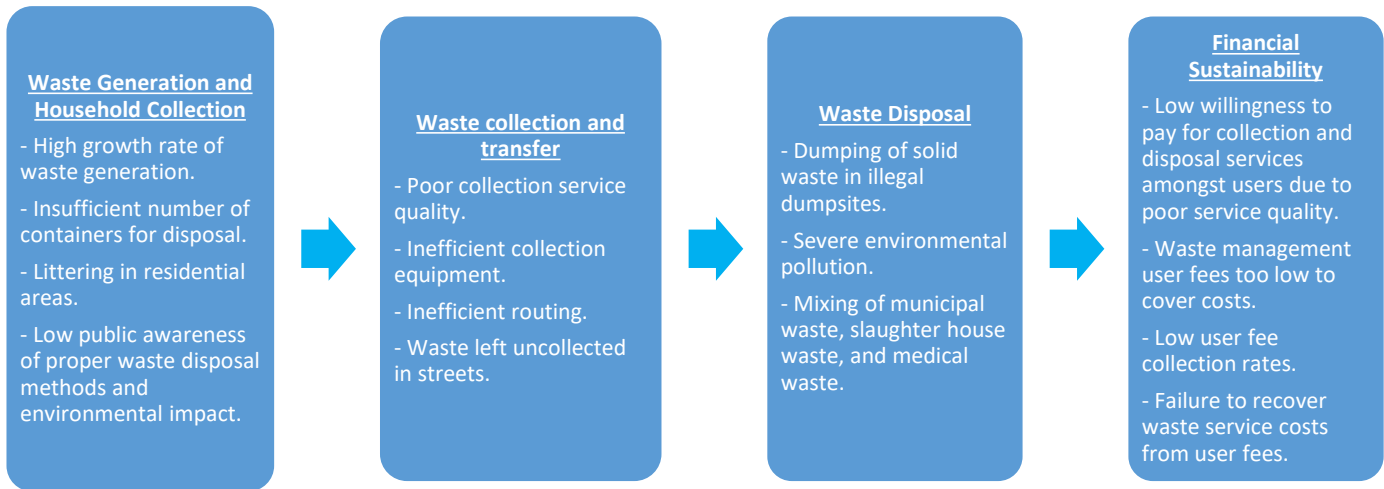 Waste Generation and
Household Collection
- High growth rate of
waste generation.
- Insufficient number of
containers for disposal.
- Littering in residential
areas.
- Low public awareness
of proper waste disposal
methods and
environmental impact.
Waste collection and
transfer
- Poor collection service
quality.
- Inefficient collection
equipment.
- Inefficient routing.
- Waste left uncollected
in streets.
Waste Disposal
- Dumping of solid
waste in illegal
dumpsites.
- Severe environmental
pollution.
- Mixing of municipal
waste, slaughter house
waste, and medical
waste.
Financial
Sustainability
- Low willingness to
pay for collection and
disposal services
amongst users due to
poor service quality.
- Waste management
user fees too low to
cover costs.
- Low user fee
collection rates.
- Failure to recover
waste service costs
from user fees.